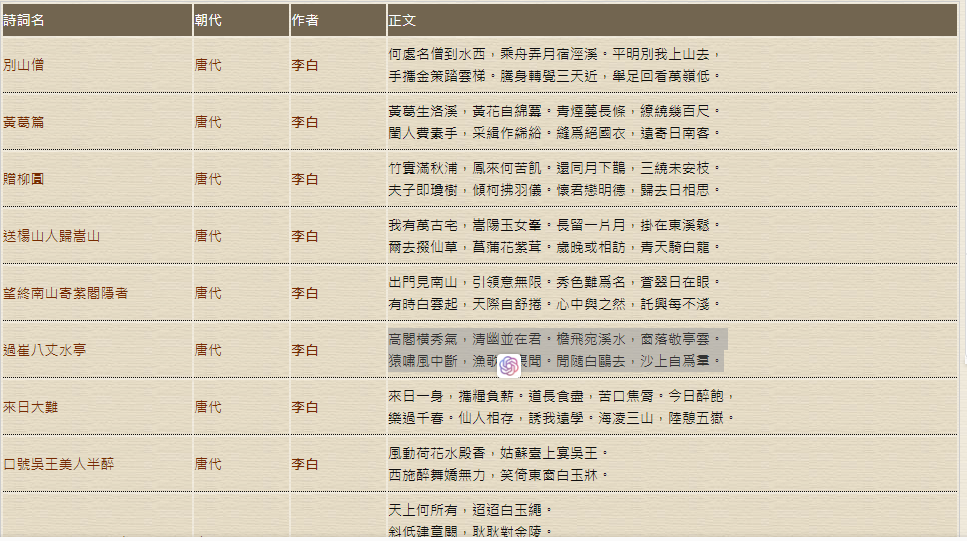 詩詞名 朝代 作者 正文
別山僧 唐代 李白 何處名僧到水西，乘舟弄月宿涇溪。平明別我上山去，
手攜金策踏雲梯。騰身轉覺三天近，舉足回看萬嶺低。
黃葛篇 唐代 李白 黃葛生洛溪，黃花自綿冪。青煙蔓長條，繚繞幾百尺。
閨人費素手，采緝作絺綌。縫爲絕國衣，遠寄日南客。
贈柳圓 唐代 李白 竹實滿秋浦，鳳來何苦飢。還同月下鵲，三繞未安枝。
夫子即瓊樹，傾柯拂羽儀。懷君戀明德，歸去日相思。
送楊山人歸嵩山 唐代 李白 我有萬古宅，嵩陽玉女峯。長留一片月，掛在東溪鬆。
爾去掇仙草，菖蒲花紫茸。歲晚或相訪，青天騎白龍。
望終南山寄紫閣隱者 唐代 李白 出門見南山，引領意無限。秀色難爲名，蒼翠日在眼。
有時白雲起，天際自舒捲。心中與之然，託興每不淺。
過崔八丈水亭 唐代 李白 高閣橫秀氣，清幽並在君。檐飛宛溪水，窗落敬亭雲。
猿嘯風中斷，漁歌聞。閒隨白鷗去，沙上自爲羣。
來日大難 唐代 李白 來日一身，攜糧負薪。道長食盡，苦口焦脣。今日醉飽，
樂過千春。仙人相存，誘我遠學。海凌三山，陸憩五嶽。
口號吳王美人半醉 唐代 李白 風動荷花水殿香，姑蘇臺上宴吳王。
西施醉舞嬌無力，笑倚東窗白玉牀。
天上何所有，迢迢白玉繩。
斜低建章闕，耿耿對金陵。